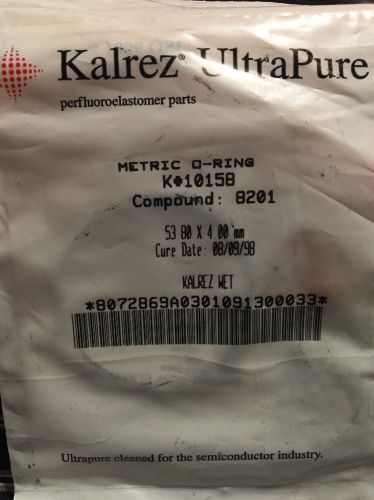 Kalrez® UltraPure
perfluoroelastomer parts
METRIC O-RING
K#10158
Compound: 8201
53 80 X 4 00 mm
Cure Date: 08/09/98
KALREZ WET
*8072869A0301091300033*
Ultrapure cleaned for the semiconductor industry.